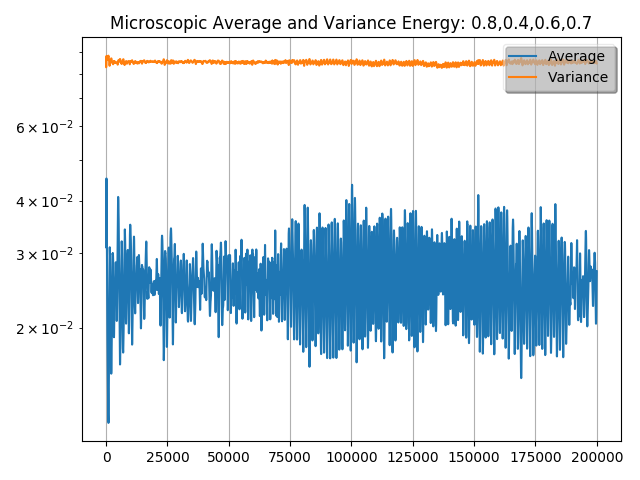 Microscopic Average and Variance Energy: 0.8,0.4,0.6,0.7
Average
Variance
6 × 10⁻²
4 × 10⁻²
3 × 10⁻²
2 × 10⁻²
0 25000 50000 75000 100000 125000 150000 175000 200000